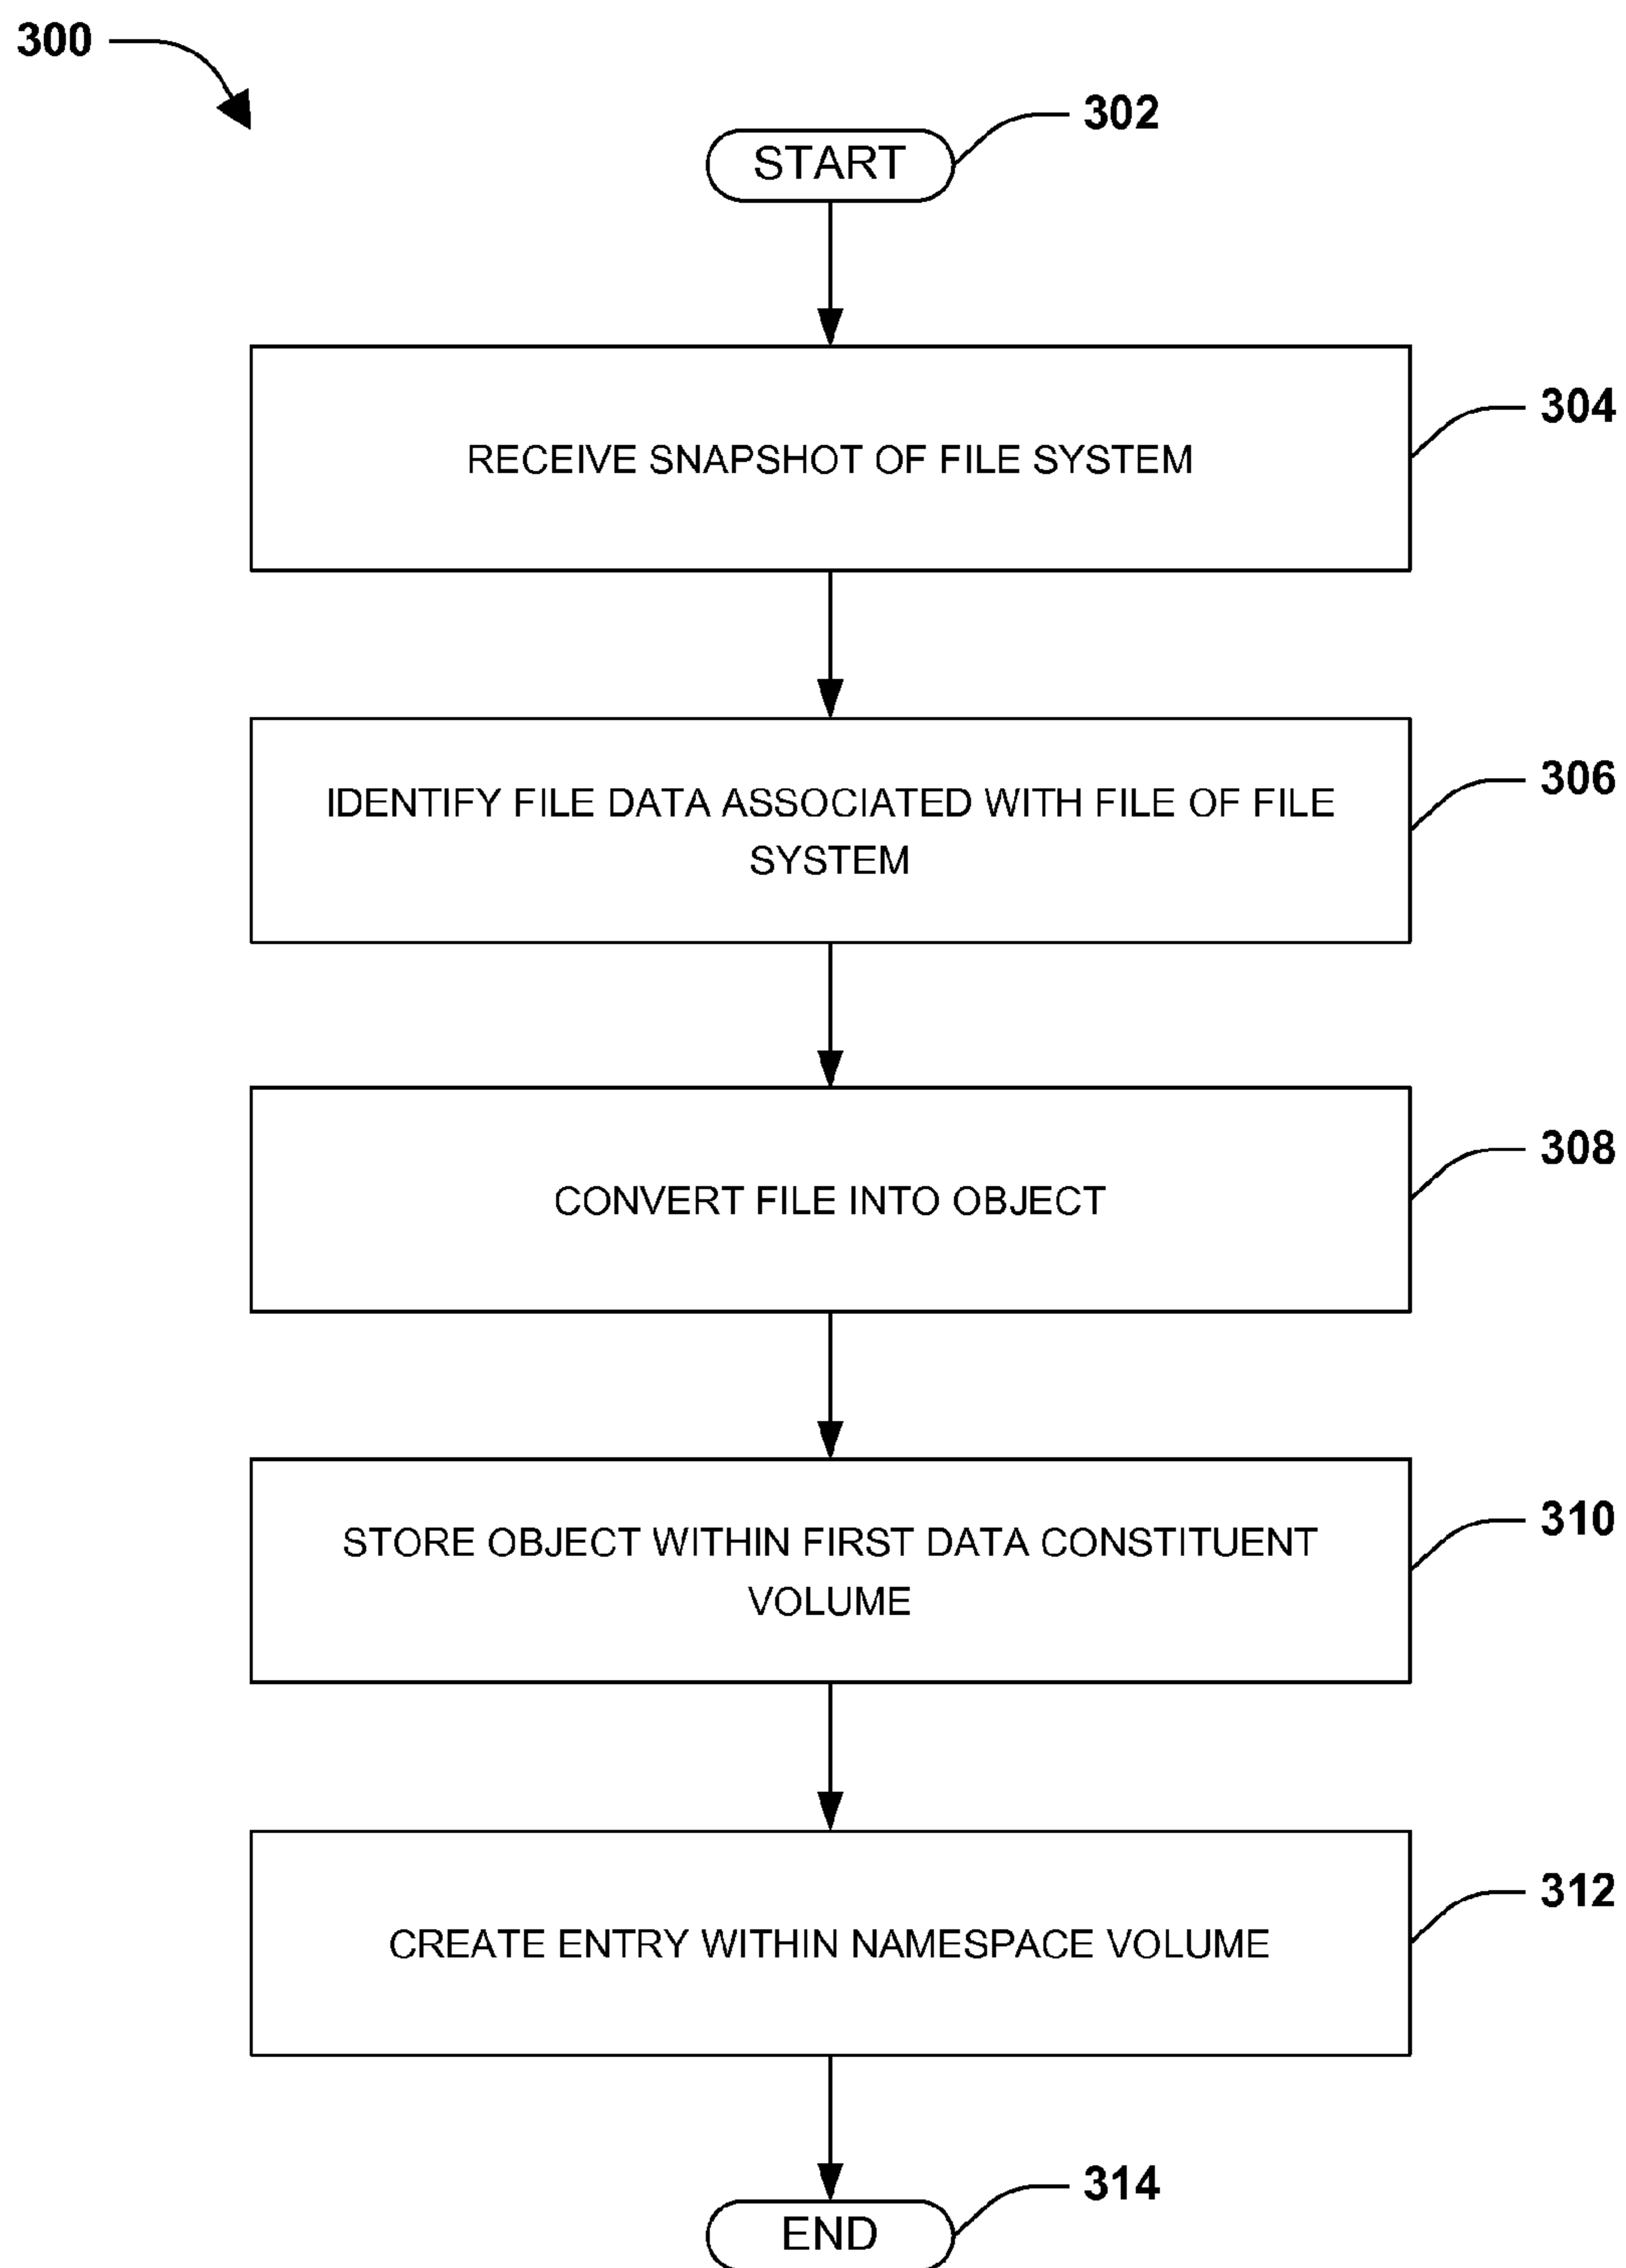 300
302
START
304
RECEIVE SNAPSHOT OF FILE SYSTEM
306
IDENTIFY FILE DATA ASSOCIATED WITH FILE OF FILE
SYSTEM
308
CONVERT FILE INTO OBJECT
310
STORE OBJECT WITHIN FIRST DATA CONSTITUENT
VOLUME
312
CREATE ENTRY WITHIN NAMESPACE VOLUME
314
END